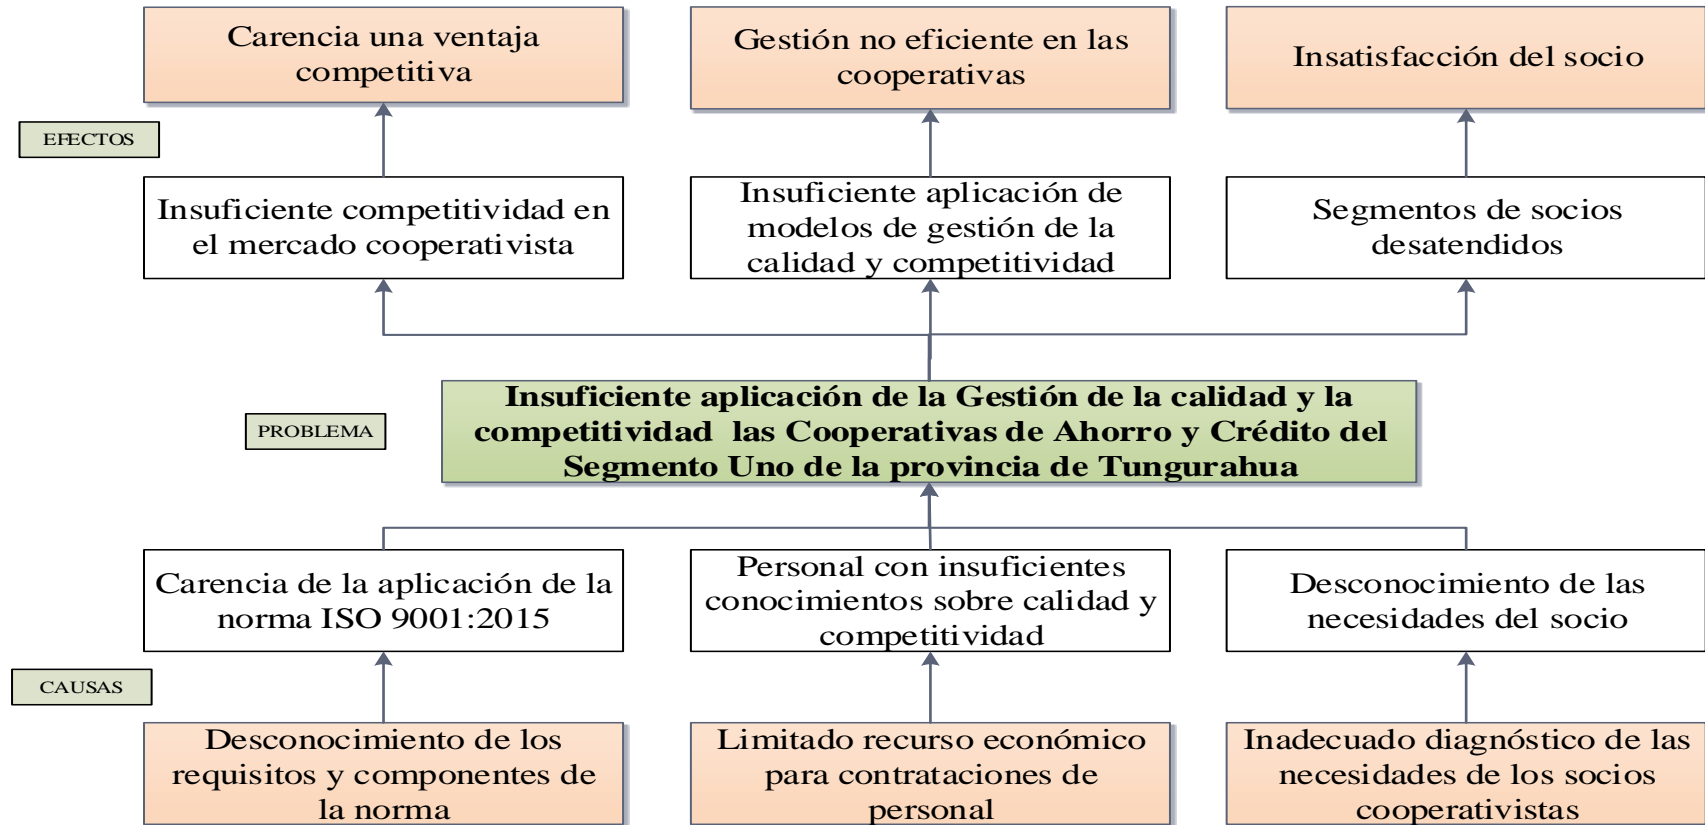 Carencia una ventaja
competitiva
Gestión no eficiente en las
cooperativas
Insatisfacción del socio
EFECTOS
Insuficiente competitividad en
el mercado cooperativista
Insuficiente aplicación de
modelos de gestión de la
calidad y competitividad
Segmentos de socios
desatendidos
PROBLEMA
Insuficiente aplicación de la Gestión de la calidad y la
competitividad las Cooperativas de Ahorro y Crédito del
Segmento Uno de la provincia de Tungurahua
Carencia de la aplicación de la
norma ISO 9001:2015
Personal con insuficientes
conocimientos sobre calidad y
competitividad
Desconocimiento de las
necesidades del socio
CAUSAS
Desconocimiento de los
requisitos y componentes de
la norma
Limitado recurso económico
para contrataciones de
personal
Inadecuado diagnóstico de las
necesidades de los socios
cooperativistas